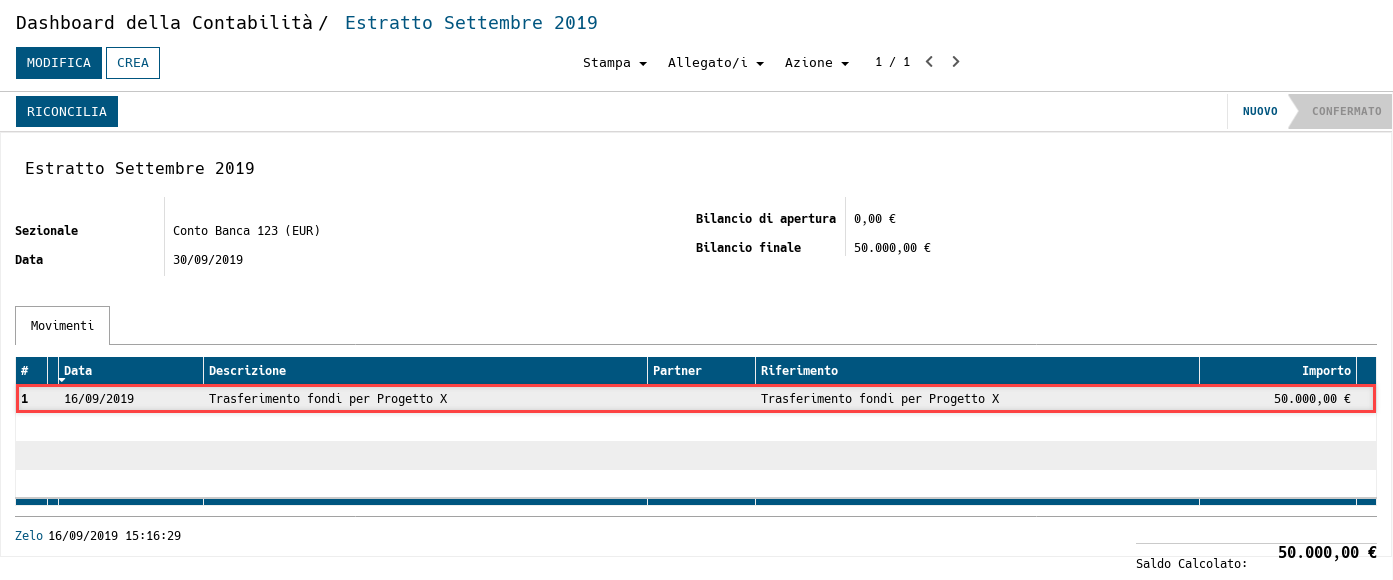 Dashboard della Contabilità / Estratto Settembre 2019
MODIFICA CREA Stampa Allegato/i Azione 1 / 1
RICONCILIA NUOVO CONFERMATO
Estratto Settembre 2019
Bilancio di apertura 0,00 €
Sezionale Conto Banca 123 (EUR)
Bilancio finale 50.000,00 €
Data 30/09/2019
Movimenti
# Data Descrizione Partner Riferimento Importo
1 16/09/2019 Trasferimento fondi per Progetto X Trasferimento fondi per Progetto X 50.000,00 €
Zelo 16/09/2019 15:16:29
Saldo Calcolato: 50.000,00 €